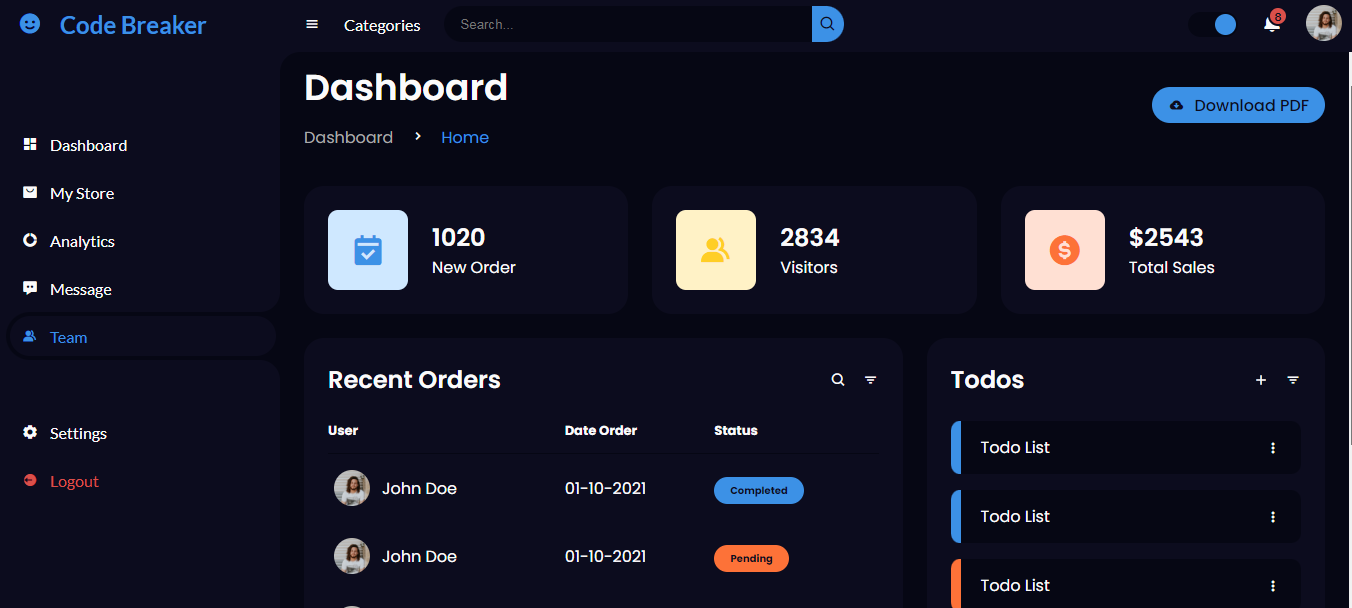 Code Breaker
Categories
Search...
8
Dashboard
My Store
Analytics
Message
Team
Settings
Logout
Dashboard
Dashboard > Home
Download PDF
1020
New Order
2834
Visitors
$2543
Total Sales
Recent Orders
User Date Order Status
John Doe 01-10-2021 Completed
John Doe 01-10-2021 Pending
Todos
Todo List
Todo List
Todo List